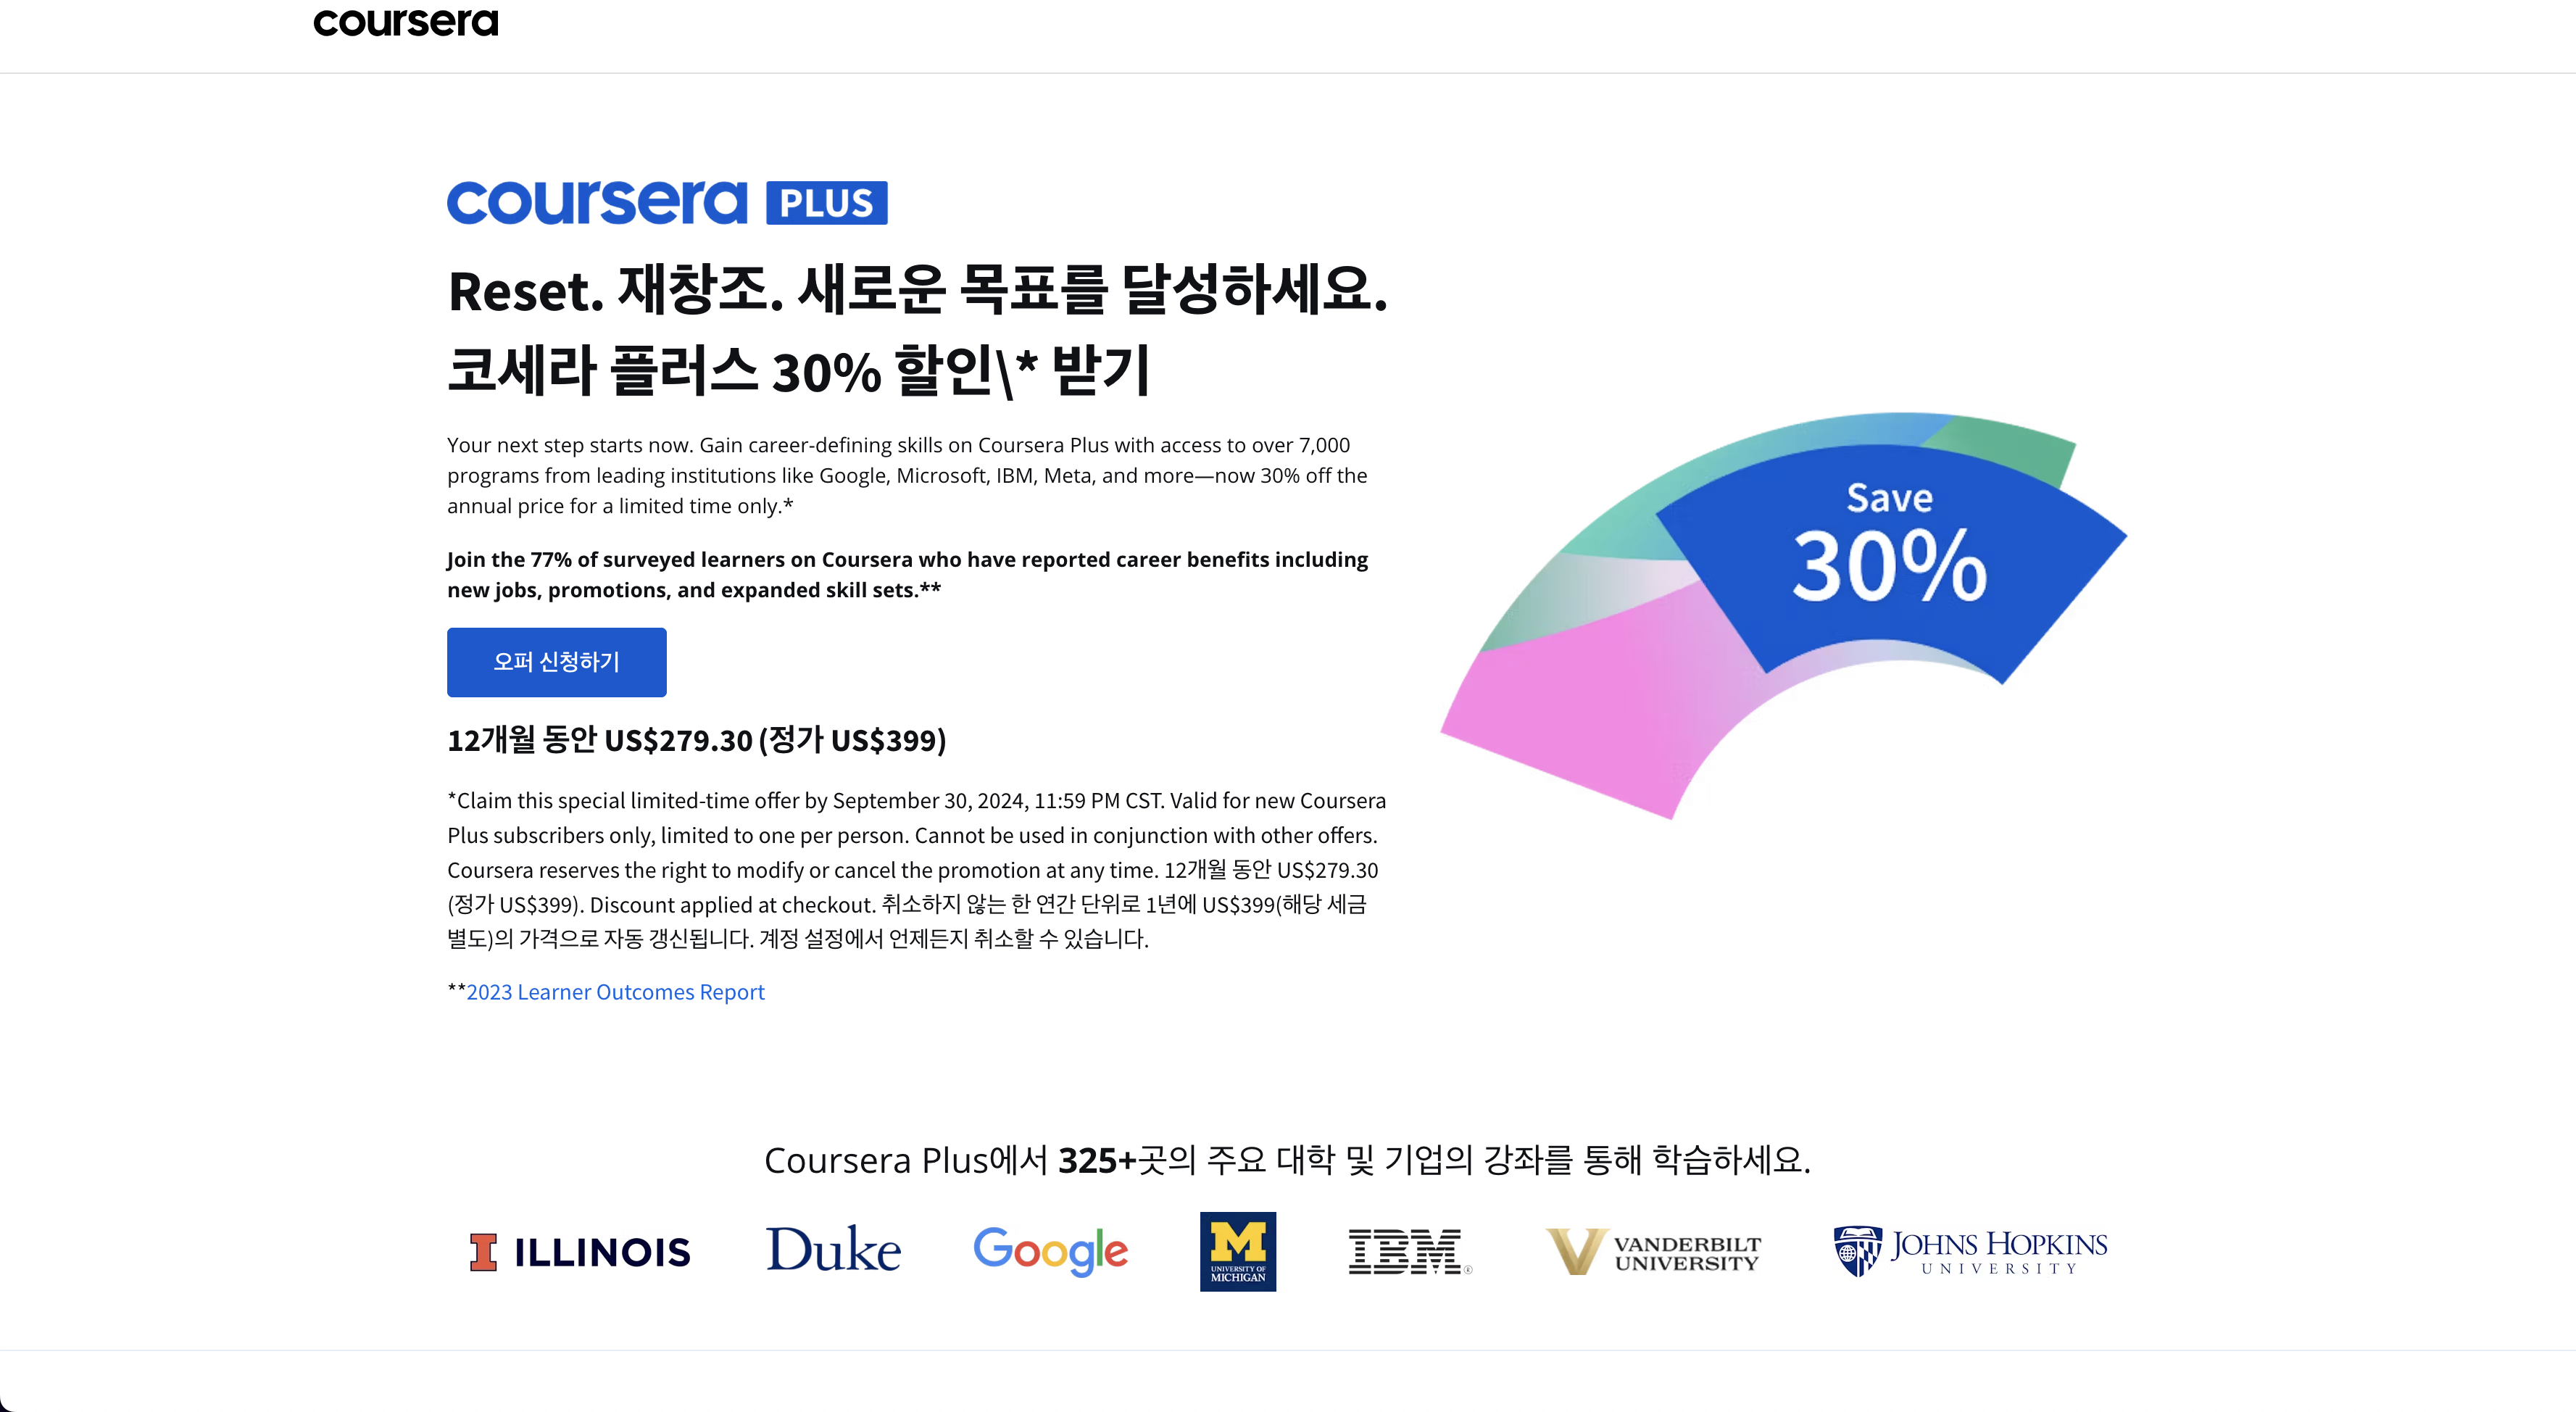 coursera
coursera PLUS
Reset. 재창조. 새로운 목표를 달성하세요.
코세라 플러스 30% 할인\* 받기
Your next step starts now. Gain career-defining skills on Coursera Plus with access to over 7,000
programs from leading institutions like Google, Microsoft, IBM, Meta, and more—now 30% off the
annual price for a limited time only.*
Join the 77% of surveyed learners on Coursera who have reported career benefits including
new jobs, promotions, and expanded skill sets.**
오퍼 신청하기
12개월 동안 US$279.30 (정가 US$399)
*Claim this special limited-time offer by September 30, 2024, 11:59 PM CST. Valid for new Coursera
Plus subscribers only, limited to one per person. Cannot be used in conjunction with other offers.
Coursera reserves the right to modify or cancel the promotion at any time. 12개월 동안 US$279.30
(정가 US$399). Discount applied at checkout. 취소하지 않는 한 연간 단위로 1년에 US$399(해당 세금
별도)의 가격으로 자동 갱신됩니다. 계정 설정에서 언제든지 취소할 수 있습니다.
**2023 Learner Outcomes Report
Save
30%
Coursera Plus에서 325+곳의 주요 대학 및 기업의 강좌를 통해 학습하세요.
I ILLINOIS
Duke
Google
M
UNIVERSITY OF
MICHIGAN
IBM®
V VANDERBILT
UNIVERSITY
JOHNS HOPKINS
UNIVERSITY